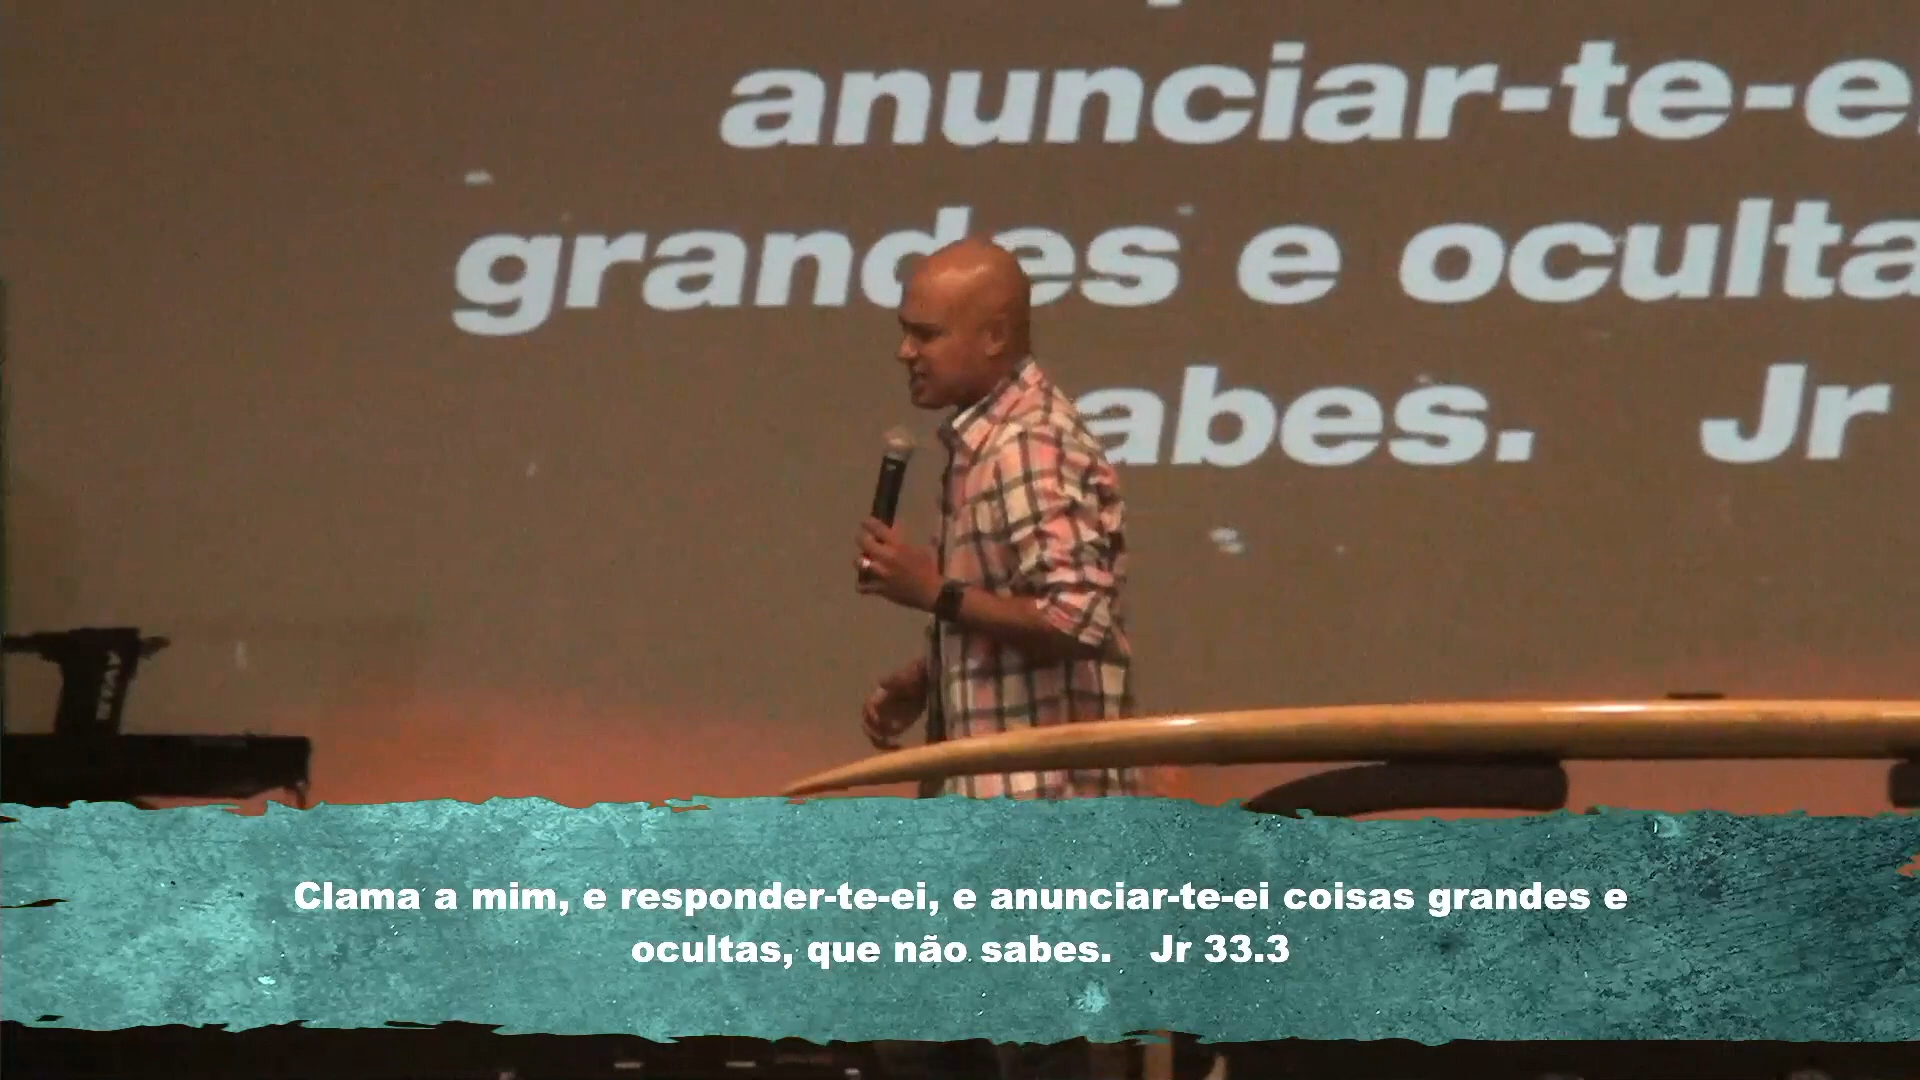 anunciar-te-ei
grandes e oculta
abes. Jr
Clama a mim, e responder-te-ei, e anunciar-te-ei coisas grandes e
ocultas, que não sabes. Jr 33.3